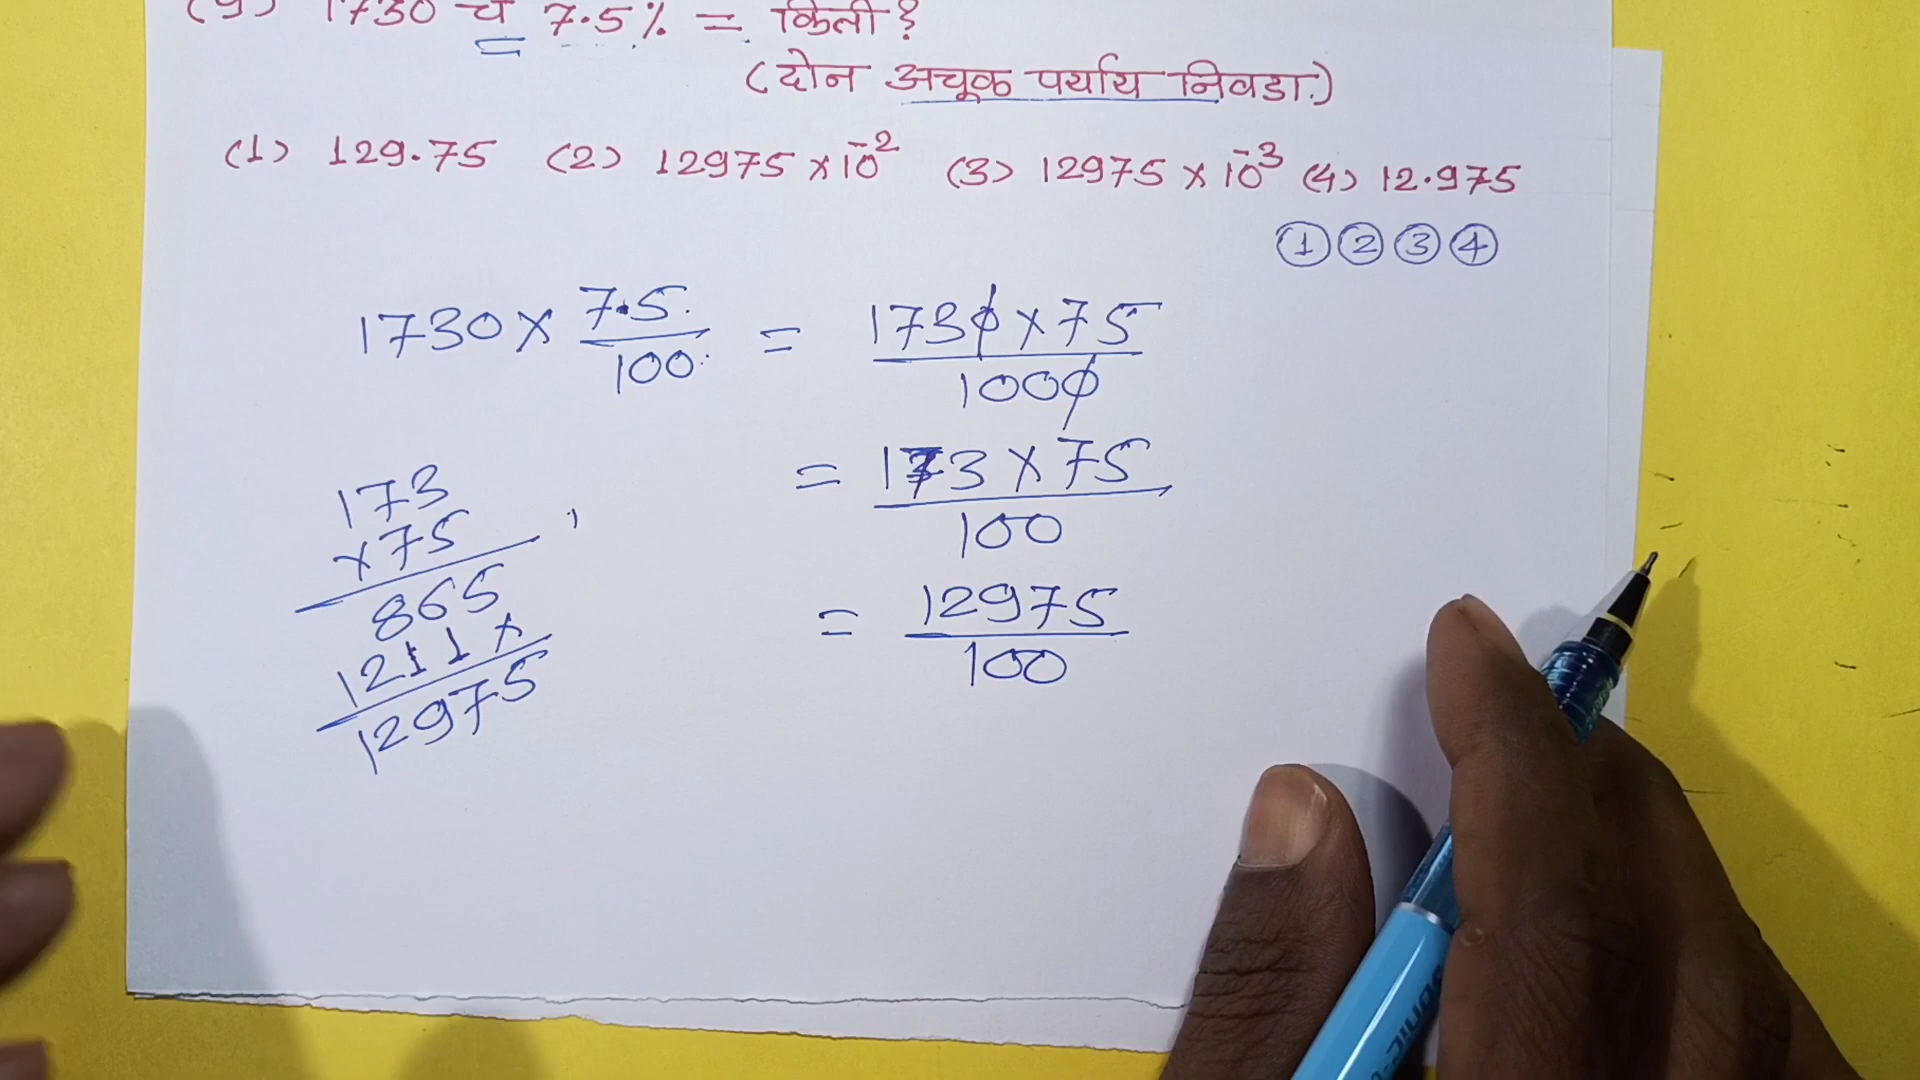 (9) 1730 चे 7.5% = किती?
(दोन अचूक पर्याय निवडा.)
(1) 129.75 (2) 12975 × 10⁻² (3) 12975 × 10⁻³ (4) 12.975
① ② ③ ④
1730 × 7.5/100 = 1730 × 75/1000
= 173 × 75/100
= 12975/100
173
×75
865
1211×
12975